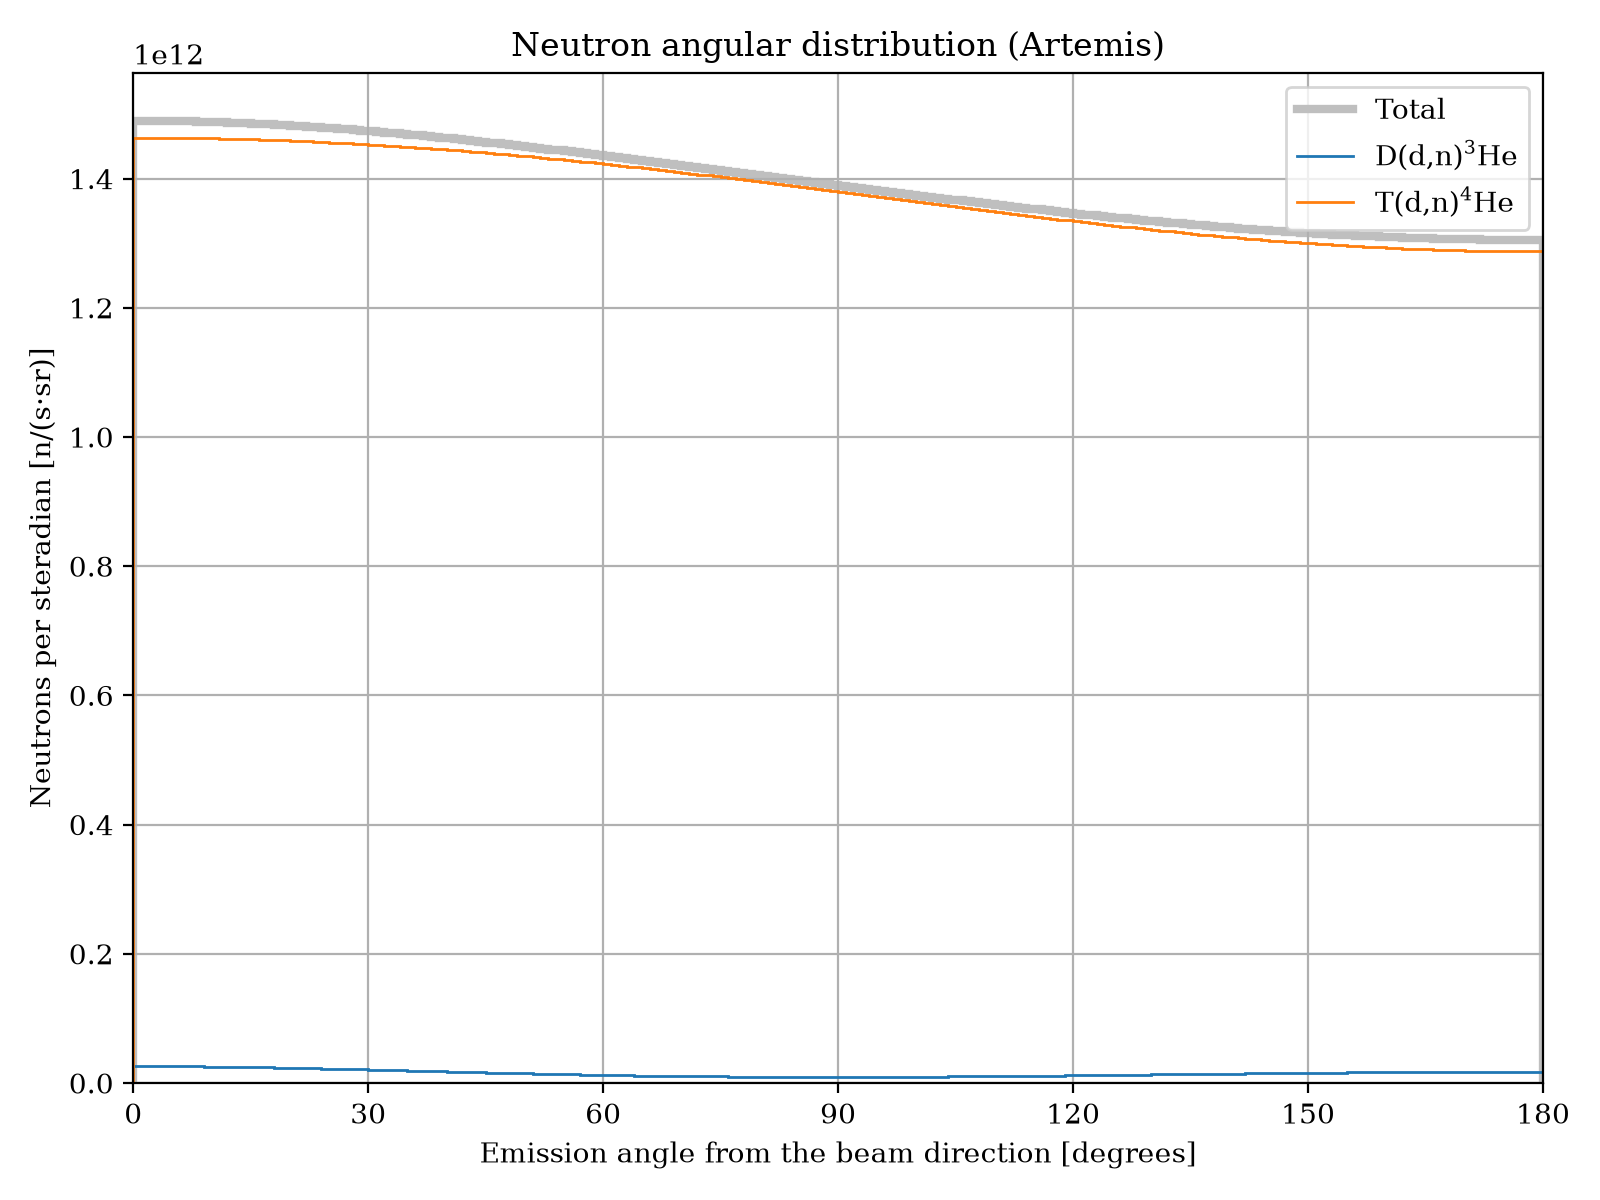 Neutron angular distribution (Artemis)
1e12
Total
D(d,n)³He
T(d,n)⁴He
1.4
1.2
1.0
0.8
0.6
0.4
0.2
0.0
Neutrons per steradian [n/(s·sr)]
0 30 60 90 120 150 180
Emission angle from the beam direction [degrees]